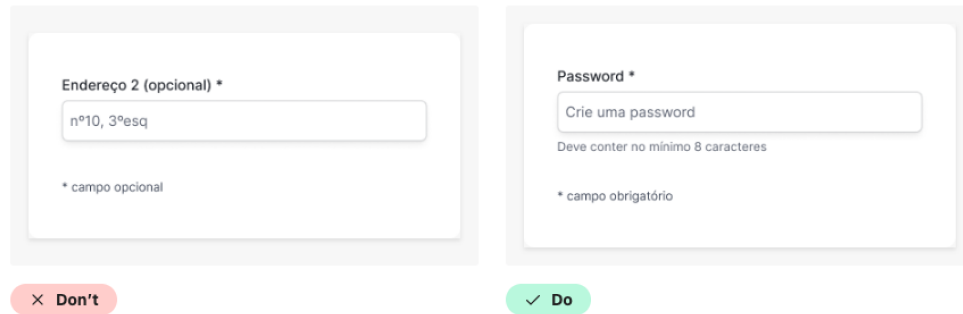 Endereço 2 (opcional) *
nº10, 3ºesq
* campo opcional
Don't
Password *
Crie uma password
Deve conter no mínimo 8 caracteres
* campo obrigatório
Do